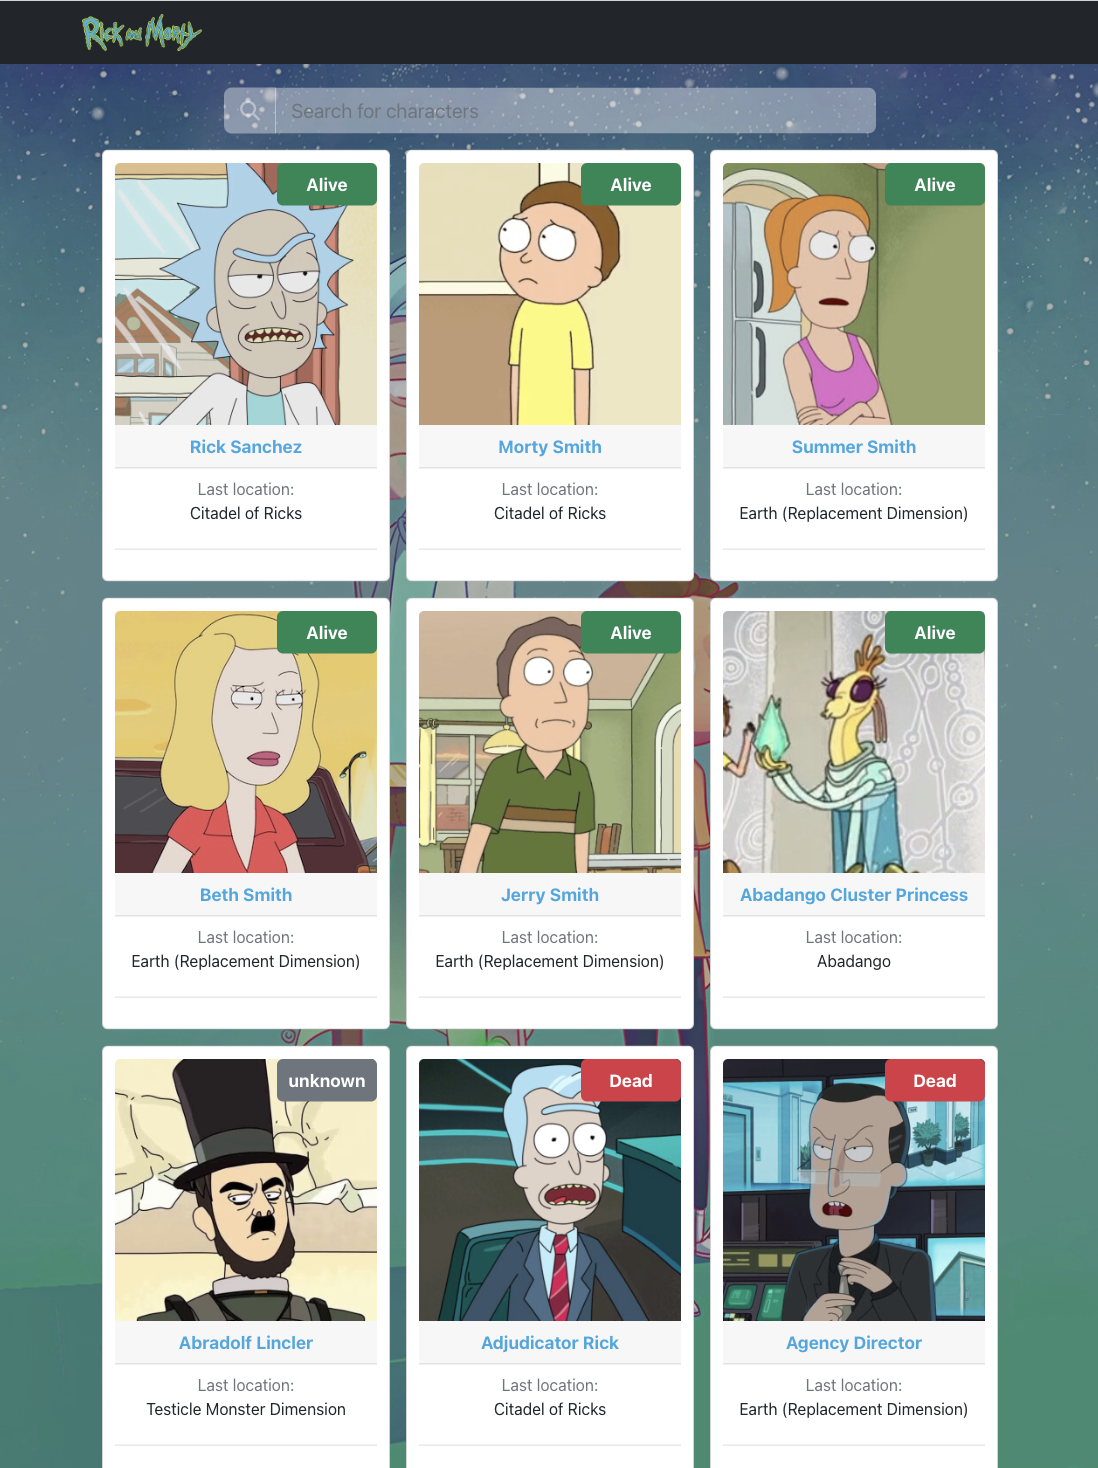 Rick and Morty
Search for characters
Alive
Alive
Alive
Rick Sanchez
Morty Smith
Summer Smith
Last location:
Last location:
Last location:
Citadel of Ricks
Citadel of Ricks
Earth (Replacement Dimension)
Alive
Alive
Alive
Beth Smith
Jerry Smith
Abadango Cluster Princess
Last location:
Last location:
Last location:
Earth (Replacement Dimension)
Earth (Replacement Dimension)
Abadango
unknown
Dead
Dead
Abradolf Lincler
Adjudicator Rick
Agency Director
Last location:
Last location:
Last location:
Testicle Monster Dimension
Citadel of Ricks
Earth (Replacement Dimension)